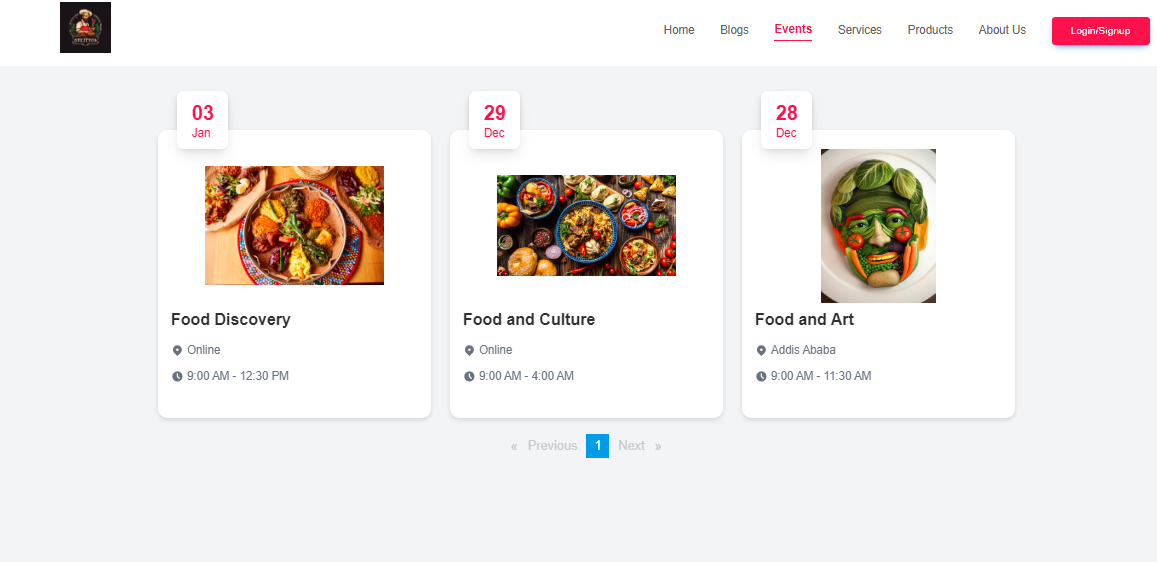 Home Blogs Events Services Products About Us Login/Signup
03
Jan
Food Discovery
Online
9:00 AM - 12:30 PM
29
Dec
Food and Culture
Online
9:00 AM - 4:00 AM
28
Dec
Food and Art
Addis Ababa
9:00 AM - 11:30 AM
« Previous 1 Next »